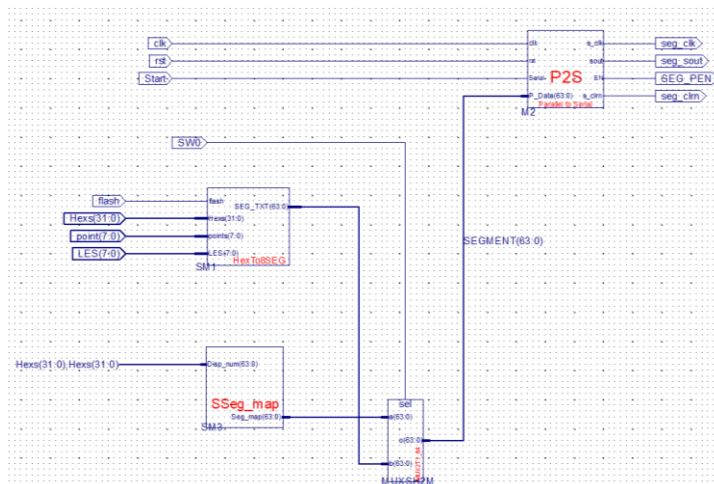 clk
clk
s_clk
seg_clk
rst
rst
sout
seg_sout
Start
Serial
P2S
EN
SEG_PEN
P_Data(63:0)
s_clrn
seg_clrn
Parallel to Serial
M2
SW0
flash
flash
SEG_TXT(63:0)
Hexs(31:0)
Hexs(31:0)
point(7:0)
points(7:0)
SEGMENT(63:0)
LES(7:0)
LES(7:0)
HexTo8SEG
SM1
Hexs(31:0),Hexs(31:0)
Disp_num(63:0)
SSeg_map
sel
Seg_map(63:0)
a(63:0)
SM3
o(63:0)
b(63:0)
MUXSH2M